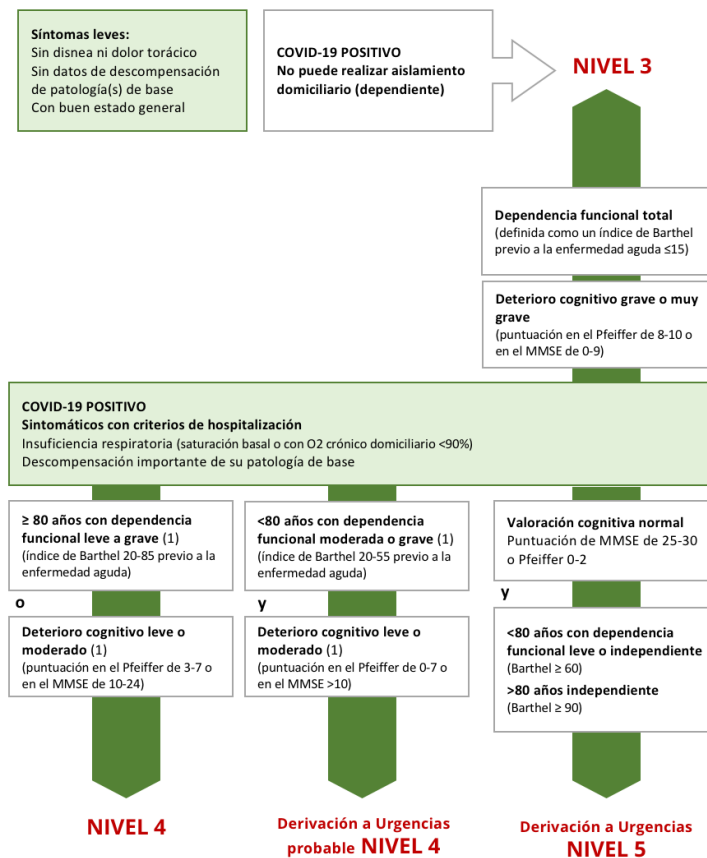 Síntomas leves:
Sin disnea ni dolor torácico
Sin datos de descompensación
de patología(s) de base
Con buen estado general
COVID-19 POSITIVO
No puede realizar aislamiento
domiciliario (dependiente)
NIVEL 3
Dependencia funcional total
(definida como un índice de Barthel
previo a la enfermedad aguda ≤15)
Deterioro cognitivo grave o muy
grave
(puntuación en el Pfeiffer de 8-10 o
en el MMSE de 0-9)
COVID-19 POSITIVO
Sintomáticos con criterios de hospitalización
Insuficiencia respiratoria (saturación basal o con O2 crónico domiciliario <90%)
Descompensación importante de su patología de base
≥ 80 años con dependencia
funcional leve a grave (1)
(índice de Barthel 20-85 previo a la
enfermedad aguda)
o
Deterioro cognitivo leve o
moderado (1)
(puntuación en el Pfeiffer de 3-7 o
en el MMSE de 10-24)
NIVEL 4
<80 años con dependencia
funcional moderada o grave (1)
(índice de Barthel 20-55 previo a la
enfermedad aguda)
y
Deterioro cognitivo leve o
moderado (1)
(puntuación en el Pfeiffer de 0-7 o
en el MMSE >10)
Derivación a Urgencias
probable NIVEL 4
Valoración cognitiva normal
Puntuación de MMSE de 25-30
o Pfeiffer 0-2
y
<80 años con dependencia
funcional leve o independiente
(Barthel ≥ 60)
>80 años independiente
(Barthel ≥ 90)
Derivación a Urgencias
NIVEL 5